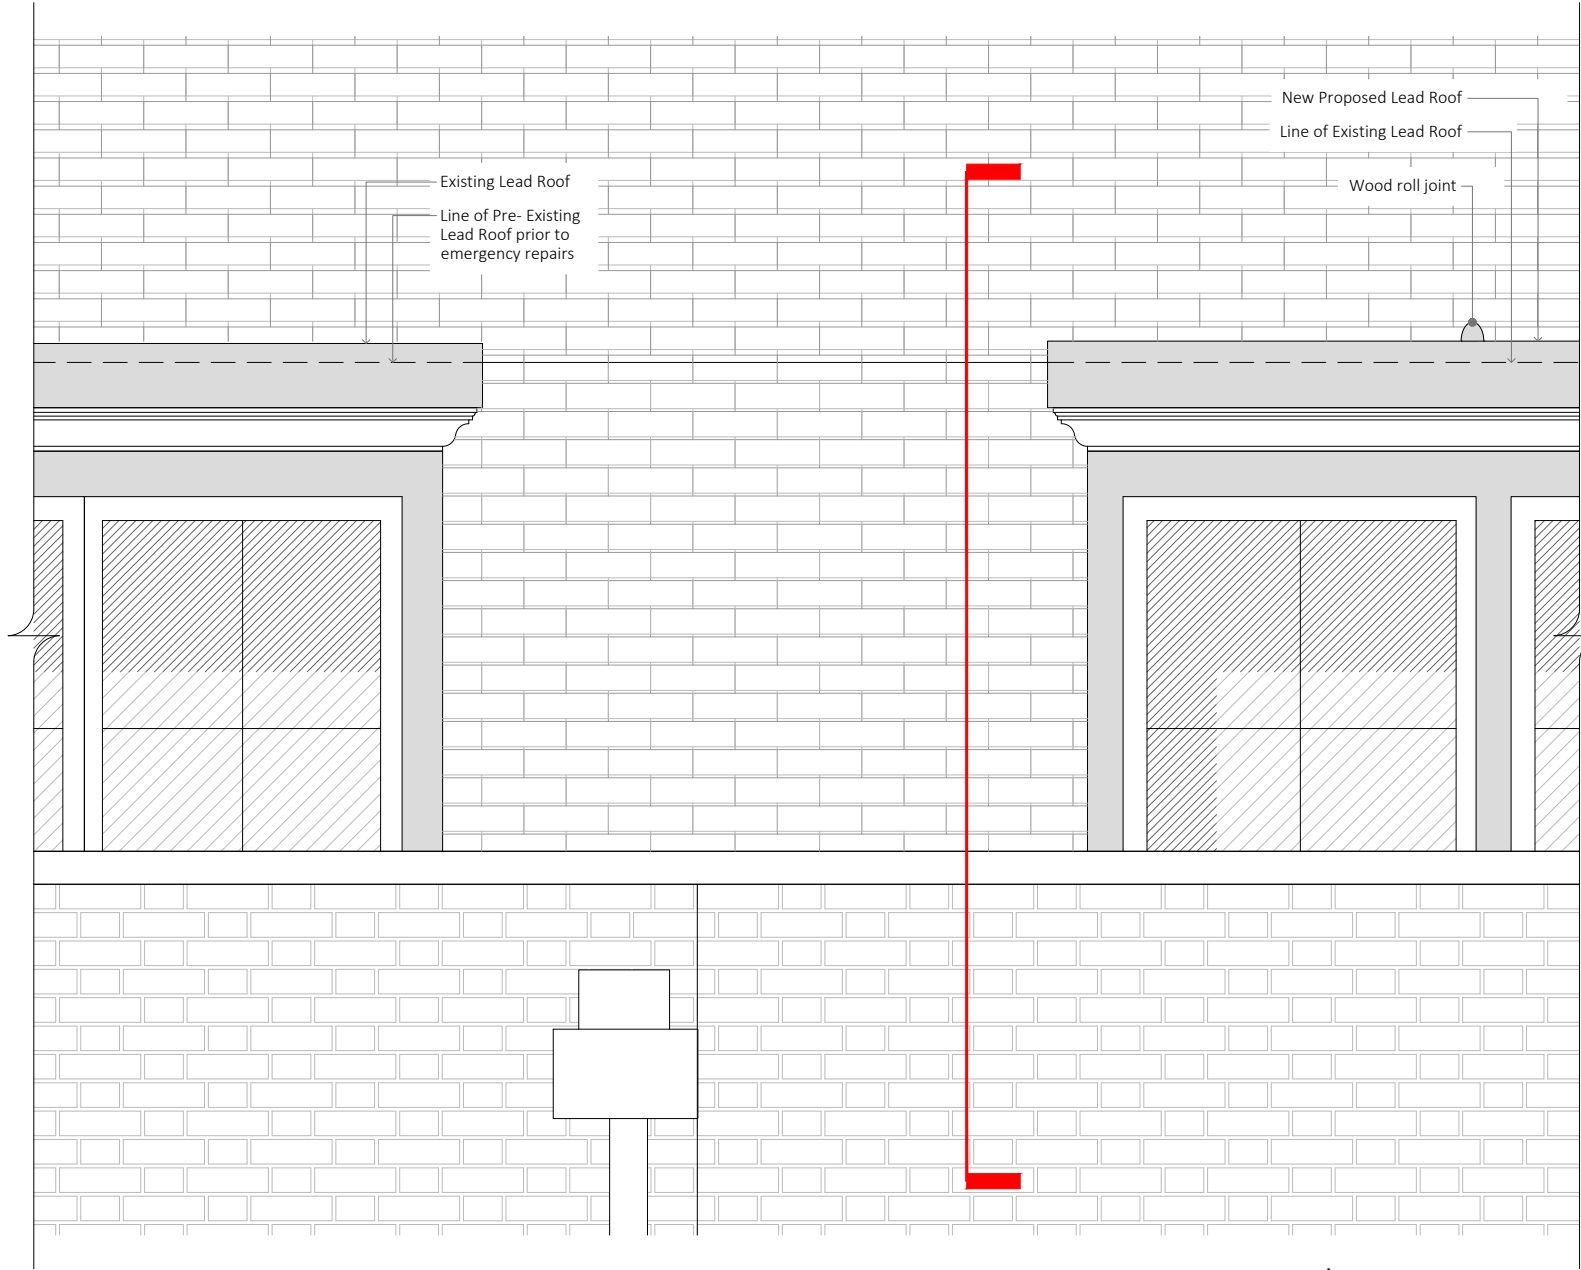 New Proposed Lead Roof
Line of Existing Lead Roof
Wood roll joint
Existing Lead Roof
Line of Pre- Existing
Lead Roof prior to
emergency repairs